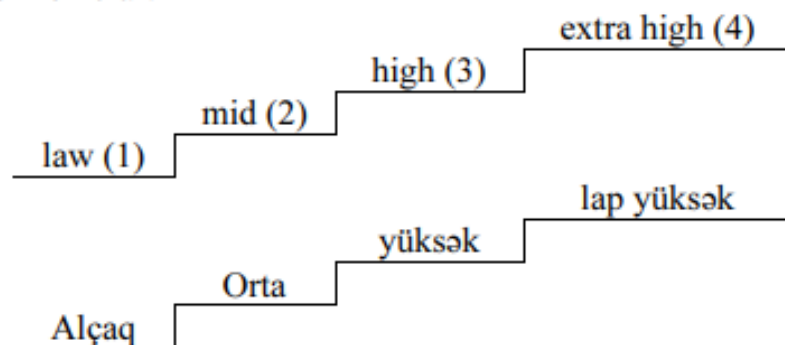 extra high (4)
high (3)
mid (2)
law (1)
lap yüksək
yüksək
Orta
Alçaq